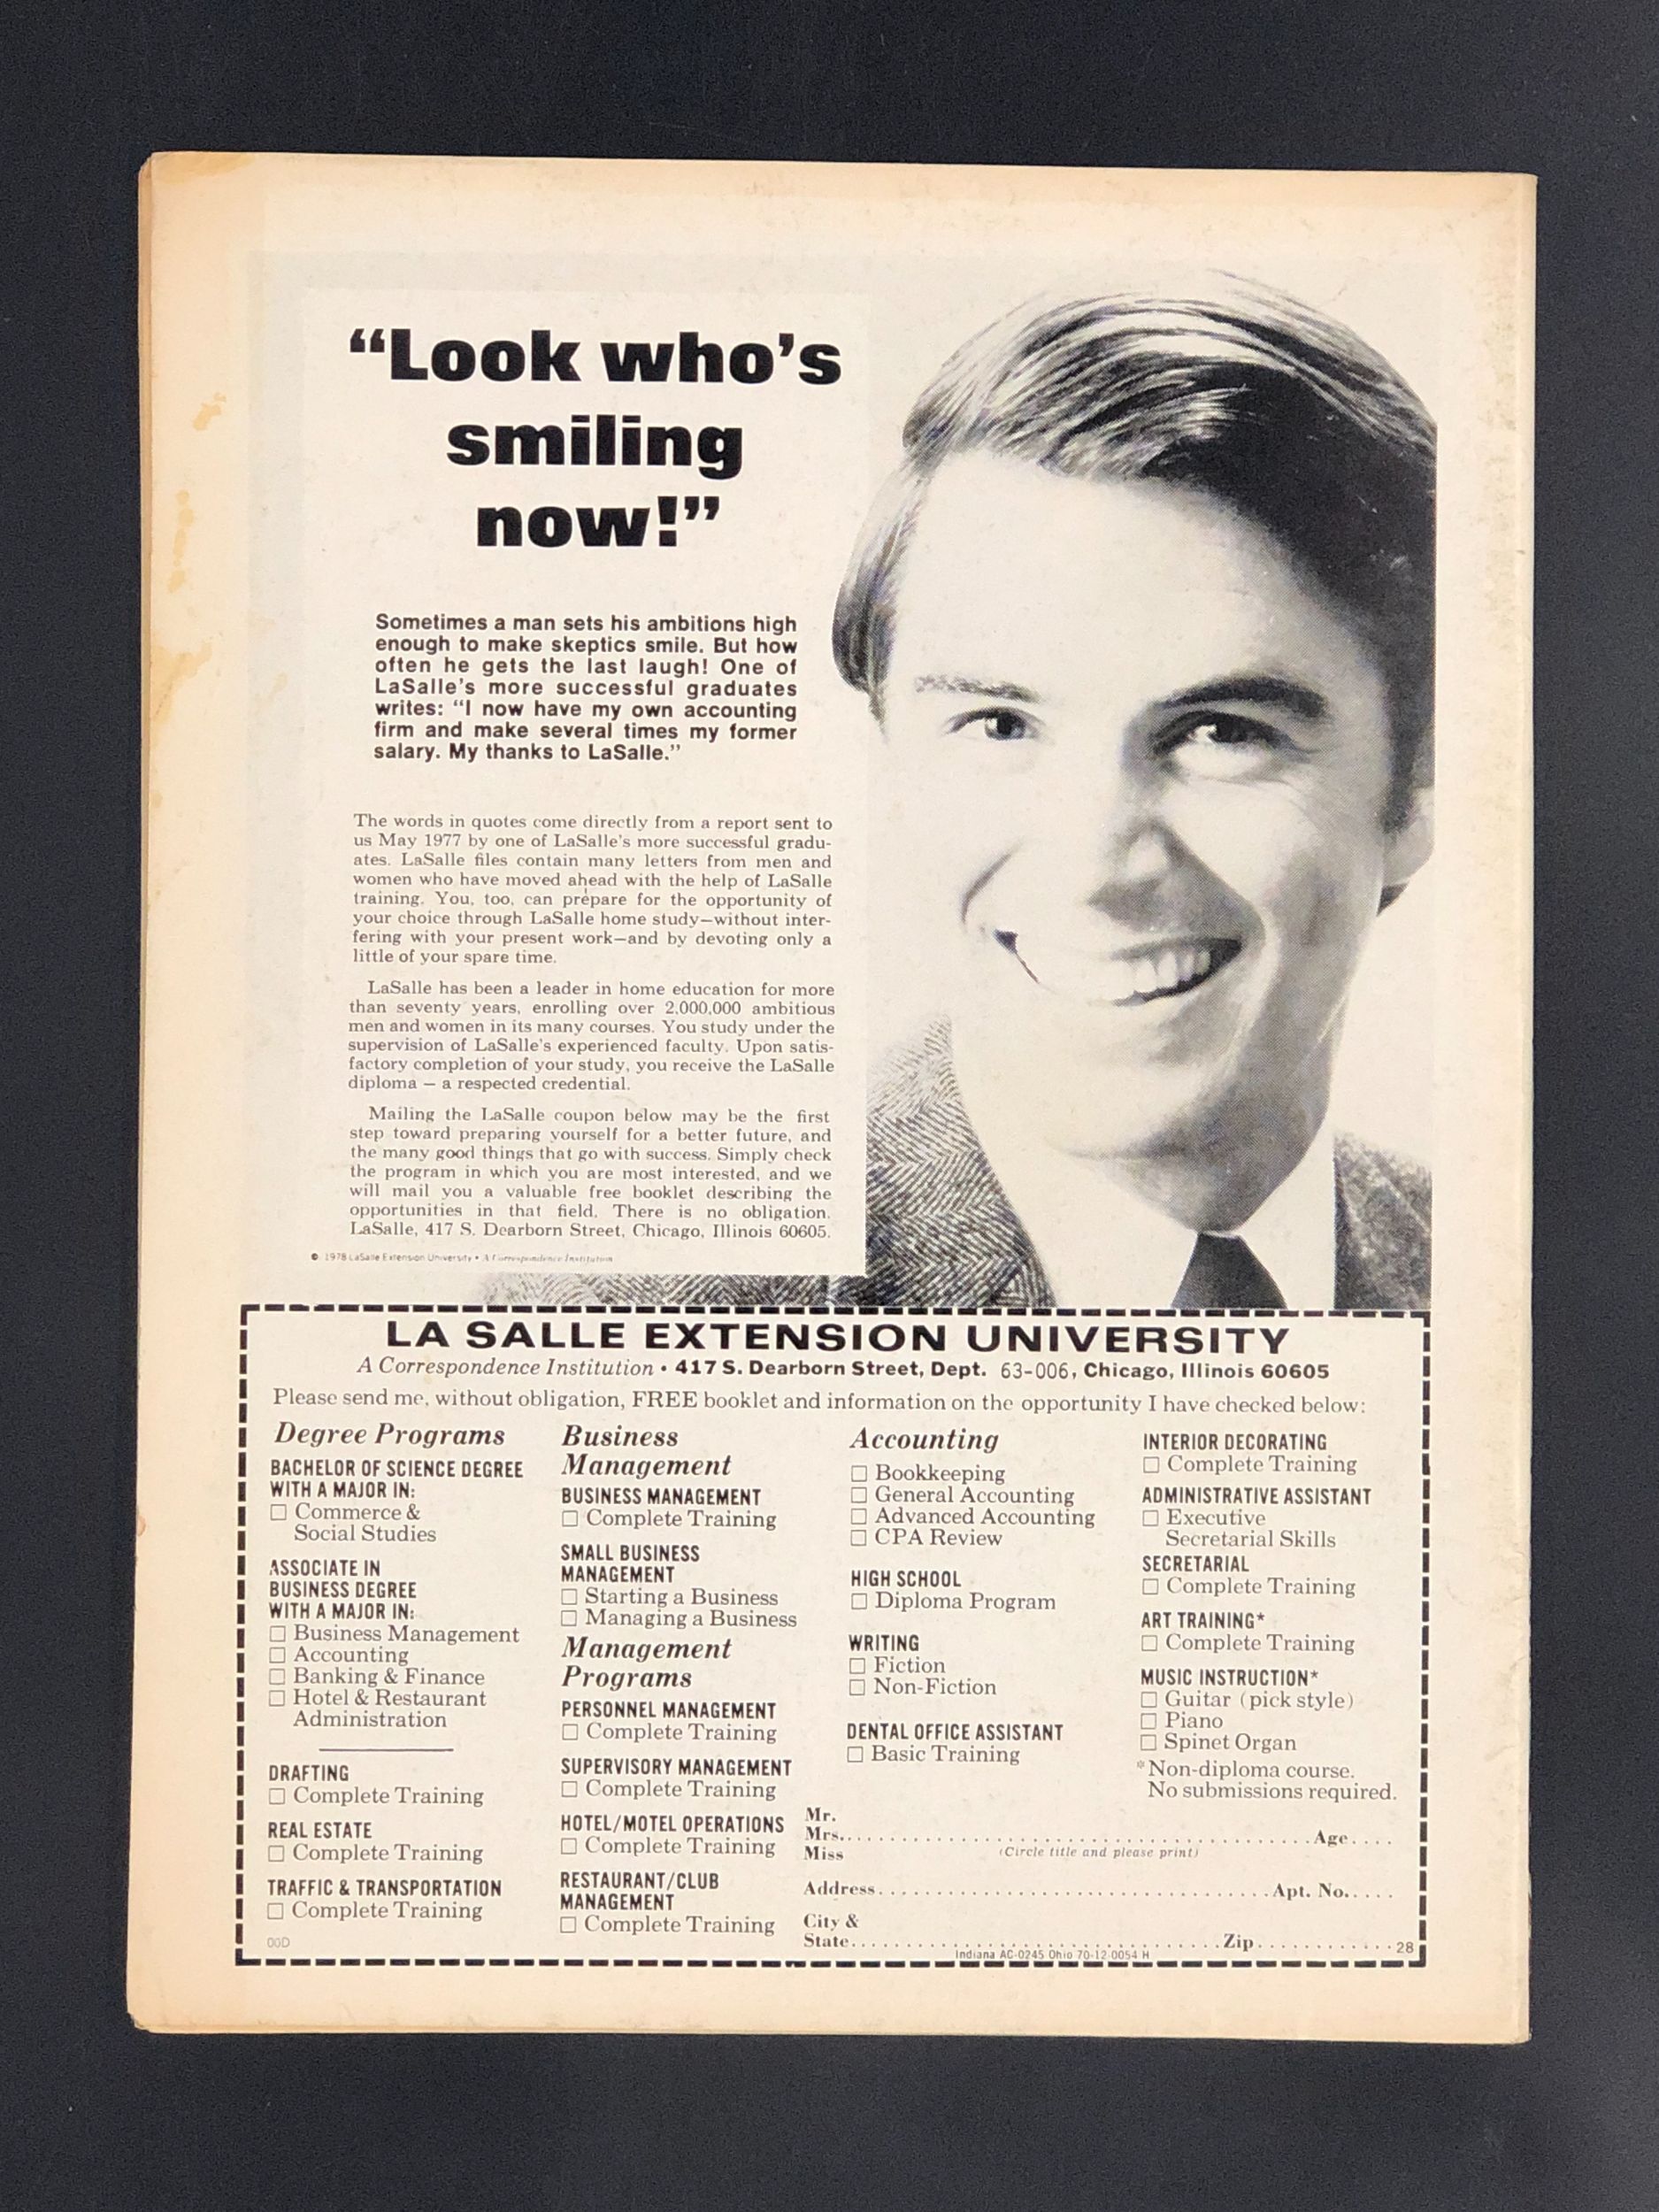 “Look who’s
smiling
now!”
Sometimes a man sets his ambitions high
enough to make skeptics smile. But how
often he gets the last laugh! One of
LaSalle’s more successful graduates
writes: “I now have my own accounting
firm and make several times my former
salary. My thanks to LaSalle.”
The words in quotes come directly from a report sent to
us May 1977 by one of LaSalle’s more successful gradu-
ates. LaSalle files contain many letters from men and
women who have moved ahead with the help of LaSalle
training. You, too, can prepare for the opportunity of
your choice through LaSalle home study—without inter-
fering with your present work—and by devoting only a
little of your spare time.
LaSalle has been a leader in home education for more
than seventy years, enrolling over 2,000,000 ambitious
men and women in its many courses. You study under the
supervision of LaSalle’s experienced faculty. Upon satis-
factory completion of your study, you receive the LaSalle
diploma — a respected credential.
Mailing the LaSalle coupon below may be the first
step toward preparing yourself for a better future, and
the many good things that go with success. Simply check
the program in which you are most interested, and we
will mail you a valuable free booklet describing the
opportunities in that field. There is no obligation.
LaSalle, 417 S. Dearborn Street, Chicago, Illinois 60605.
© 1978 LaSalle Extension University • A Correspondence Institution
LA SALLE EXTENSION UNIVERSITY
A Correspondence Institution • 417 S. Dearborn Street, Dept. 63-006, Chicago, Illinois 60605
Please send me, without obligation, FREE booklet and information on the opportunity I have checked below:
Degree Programs
BACHELOR OF SCIENCE DEGREE
WITH A MAJOR IN:
☐ Commerce &
Social Studies
ASSOCIATE IN
BUSINESS DEGREE
WITH A MAJOR IN:
☐ Business Management
☐ Accounting
☐ Banking & Finance
☐ Hotel & Restaurant
Administration
DRAFTING
☐ Complete Training
REAL ESTATE
☐ Complete Training
TRAFFIC & TRANSPORTATION
☐ Complete Training
00D
Business
Management
BUSINESS MANAGEMENT
☐ Complete Training
SMALL BUSINESS
MANAGEMENT
☐ Starting a Business
☐ Managing a Business
Management
Programs
PERSONNEL MANAGEMENT
☐ Complete Training
SUPERVISORY MANAGEMENT
☐ Complete Training
HOTEL/MOTEL OPERATIONS
☐ Complete Training
RESTAURANT/CLUB
MANAGEMENT
☐ Complete Training
Accounting
☐ Bookkeeping
☐ General Accounting
☐ Advanced Accounting
☐ CPA Review
HIGH SCHOOL
☐ Diploma Program
WRITING
☐ Fiction
☐ Non-Fiction
DENTAL OFFICE ASSISTANT
☐ Basic Training
INTERIOR DECORATING
☐ Complete Training
ADMINISTRATIVE ASSISTANT
☐ Executive
Secretarial Skills
SECRETARIAL
☐ Complete Training
ART TRAINING*
☐ Complete Training
MUSIC INSTRUCTION*
☐ Guitar (pick style)
☐ Piano
☐ Spinet Organ
*Non-diploma course.
No submissions required.
Mr.
Mrs. Age
Miss (Circle title and please print)
Address Apt. No.
City &
State Zip 28
Indiana AC-0245 Ohio 70-12-0054 H